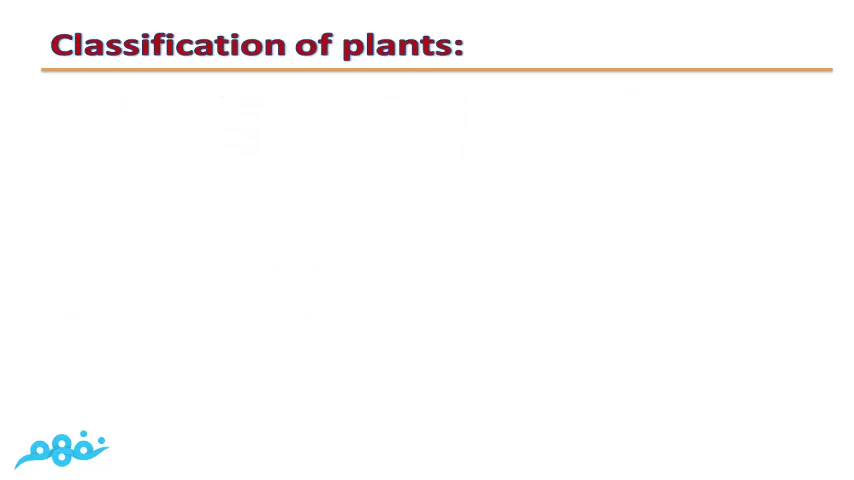 Classification of plants:
نفهم